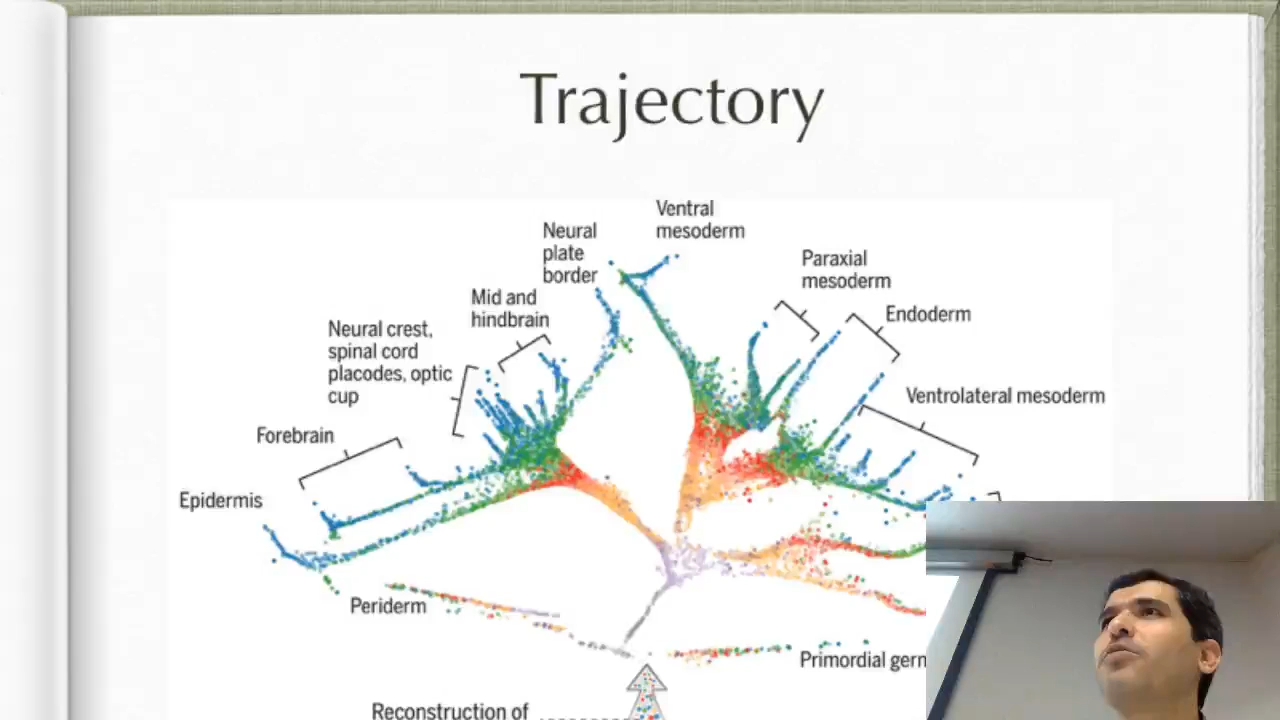 Trajectory
Ventral
mesoderm
Neural
plate
border
Paraxial
mesoderm
Mid and
hindbrain
Endoderm
Neural crest,
spinal cord
placodes, optic
cup
Ventrolateral mesoderm
Forebrain
Epidermis
Periderm
Primordial germ
Reconstruction of